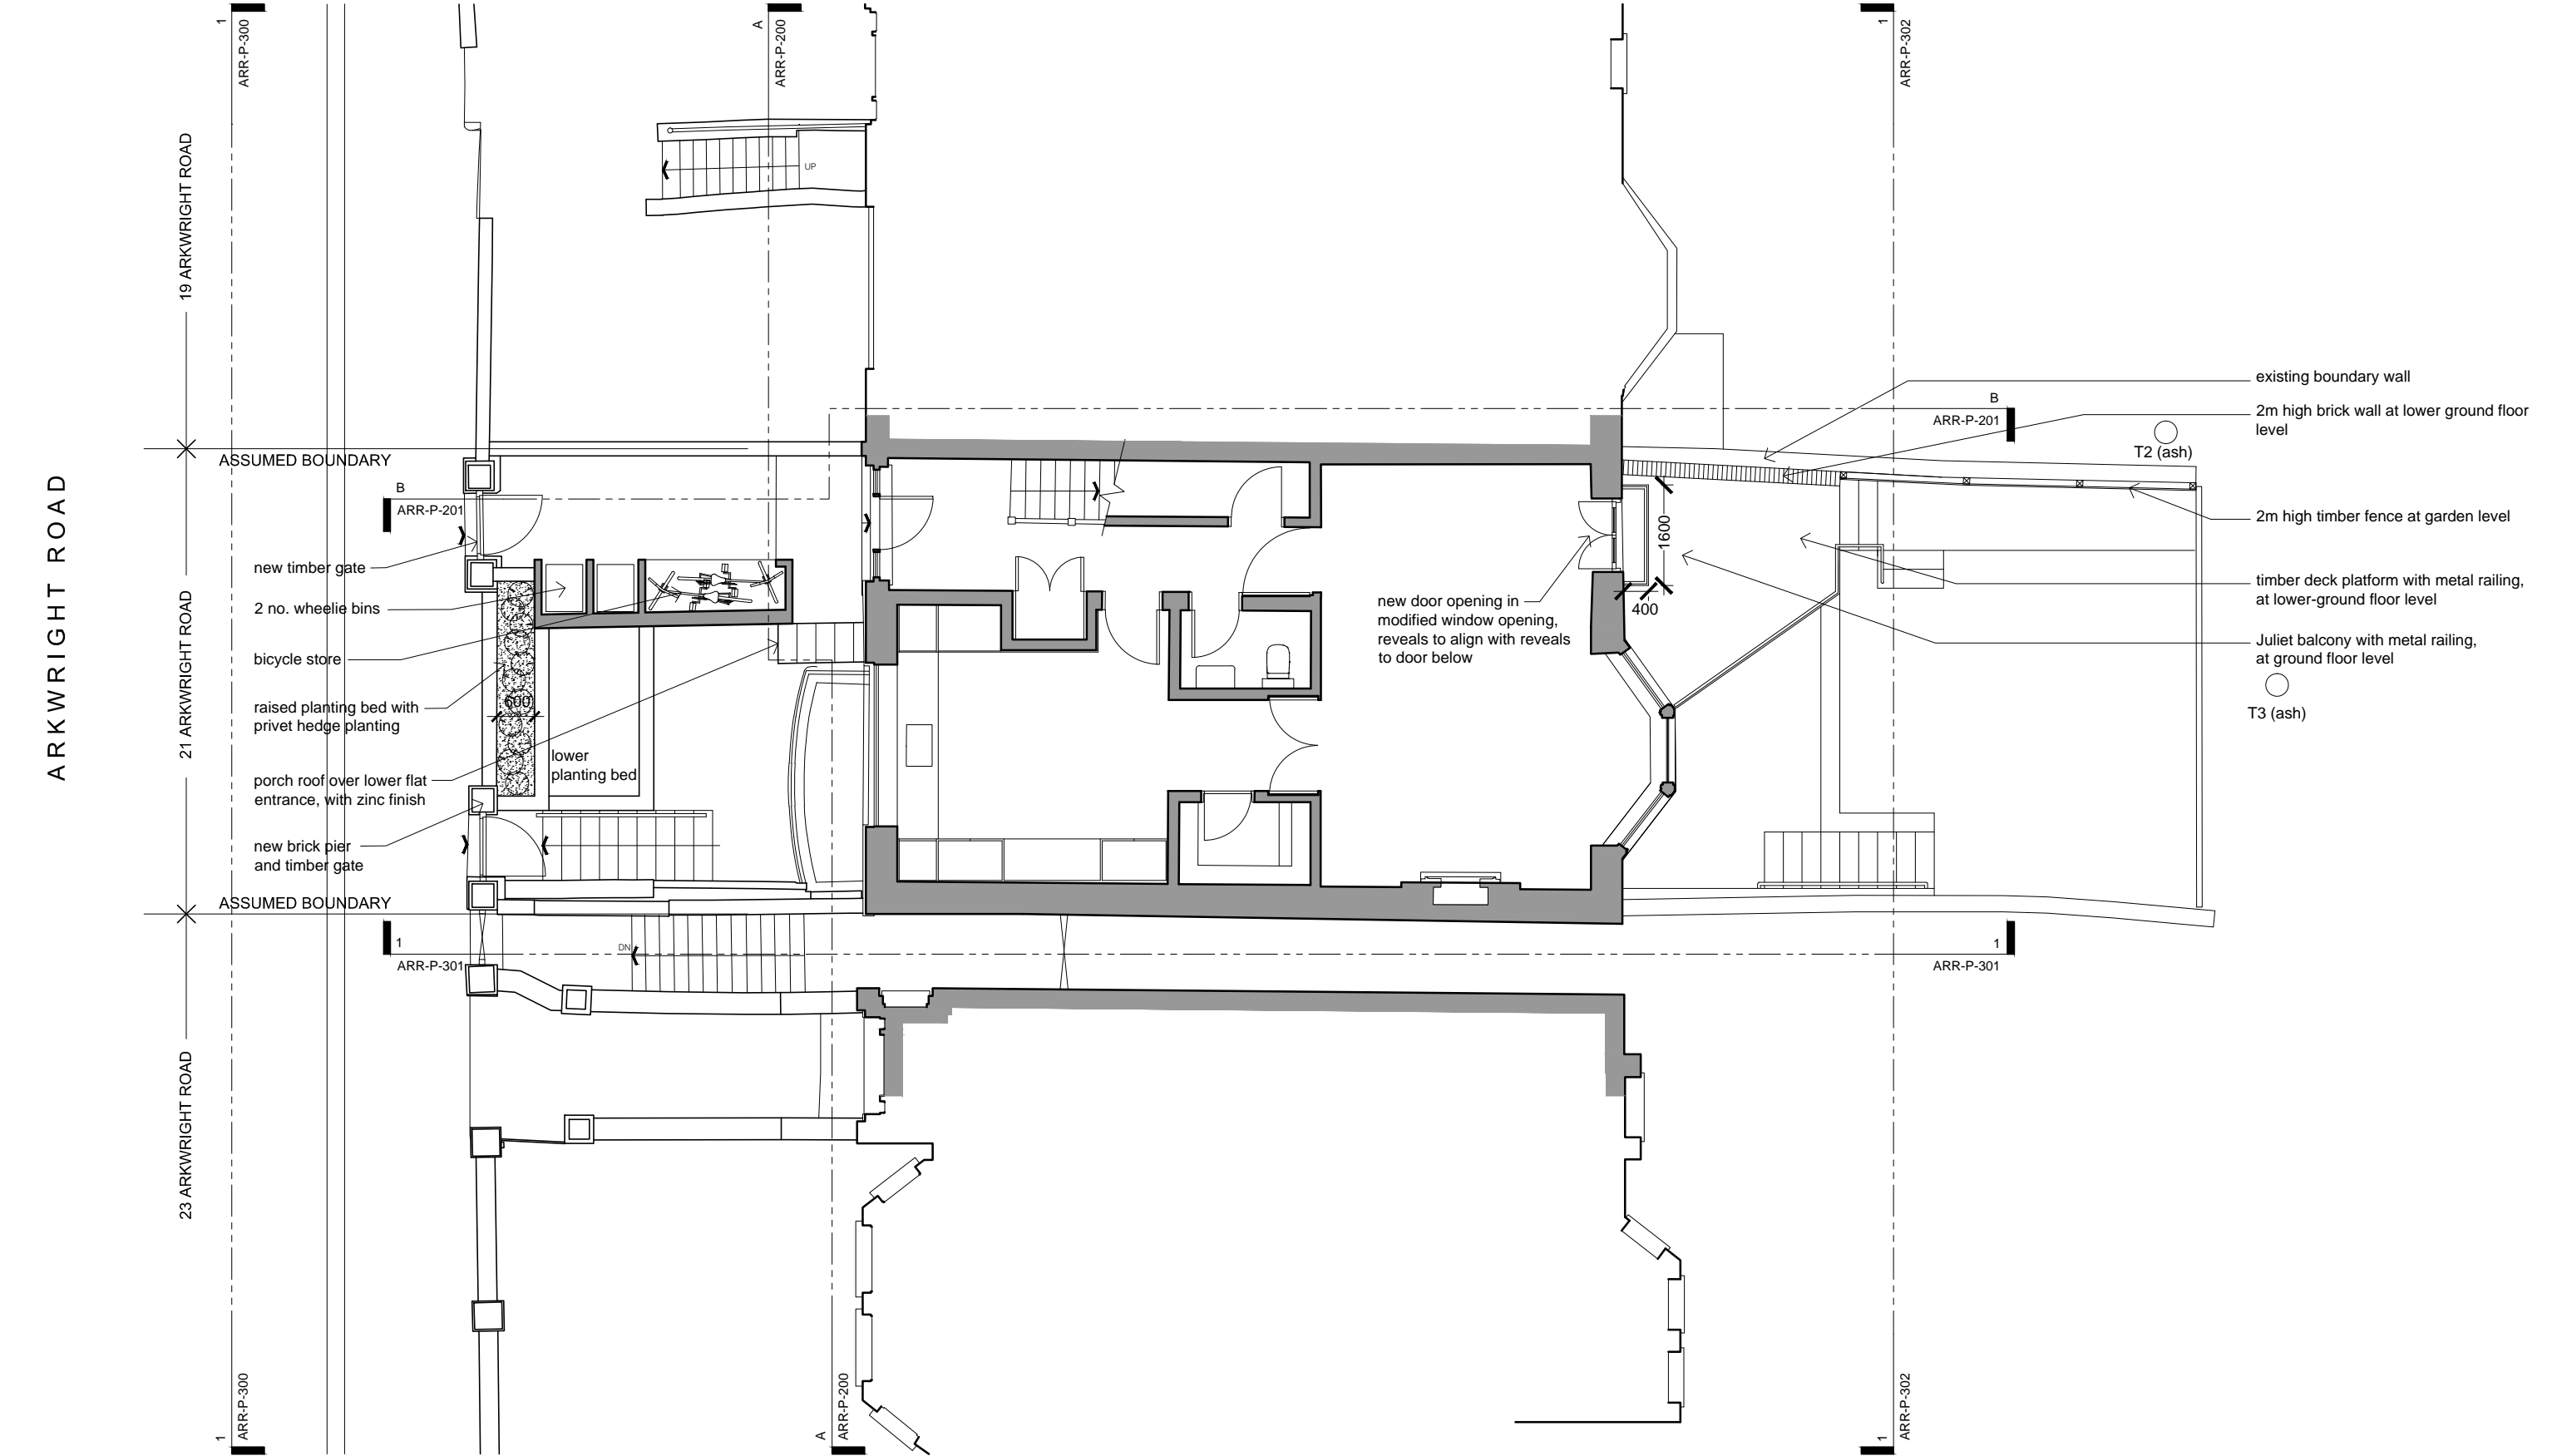 1
ARR-P-300
A
ARR-P-200
1
ARR-P-302
19 ARKWRIGHT ROAD
UP
existing boundary wall
B
ARR-P-201
2m high brick wall at lower ground floor
level
T2 (ash)
ASSUMED BOUNDARY
B
ARR-P-201
ARKWRIGHT ROAD
21 ARKWRIGHT ROAD
1600
400
2m high timber fence at garden level
new timber gate
2 no. wheelie bins
bicycle store
raised planting bed with
privet hedge planting
600
porch roof over lower flat
entrance, with zinc finish
lower
planting bed
new brick pier
and timber gate
new door opening in
modified window opening,
reveals to align with reveals
to door below
timber deck platform with metal railing,
at lower-ground floor level
Juliet balcony with metal railing,
at ground floor level
T3 (ash)
ASSUMED BOUNDARY
1
ARR-P-301
DN
1
ARR-P-301
23 ARKWRIGHT ROAD
1
ARR-P-300
A
ARR-P-200
1
ARR-P-302